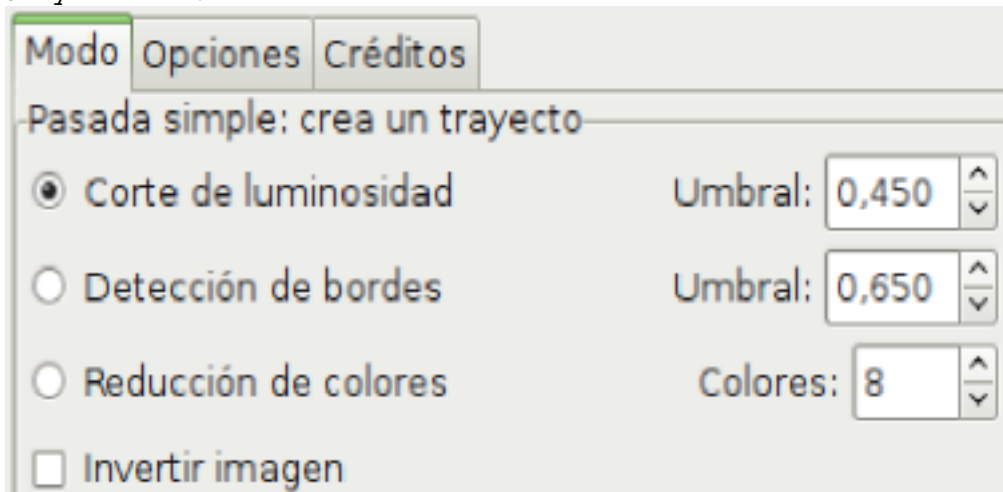 Modo Opciones Créditos
Pasada simple: crea un trayecto
Corte de luminosidad Umbral: 0,450
Detección de bordes Umbral: 0,650
Reducción de colores Colores: 8
Invertir imagen